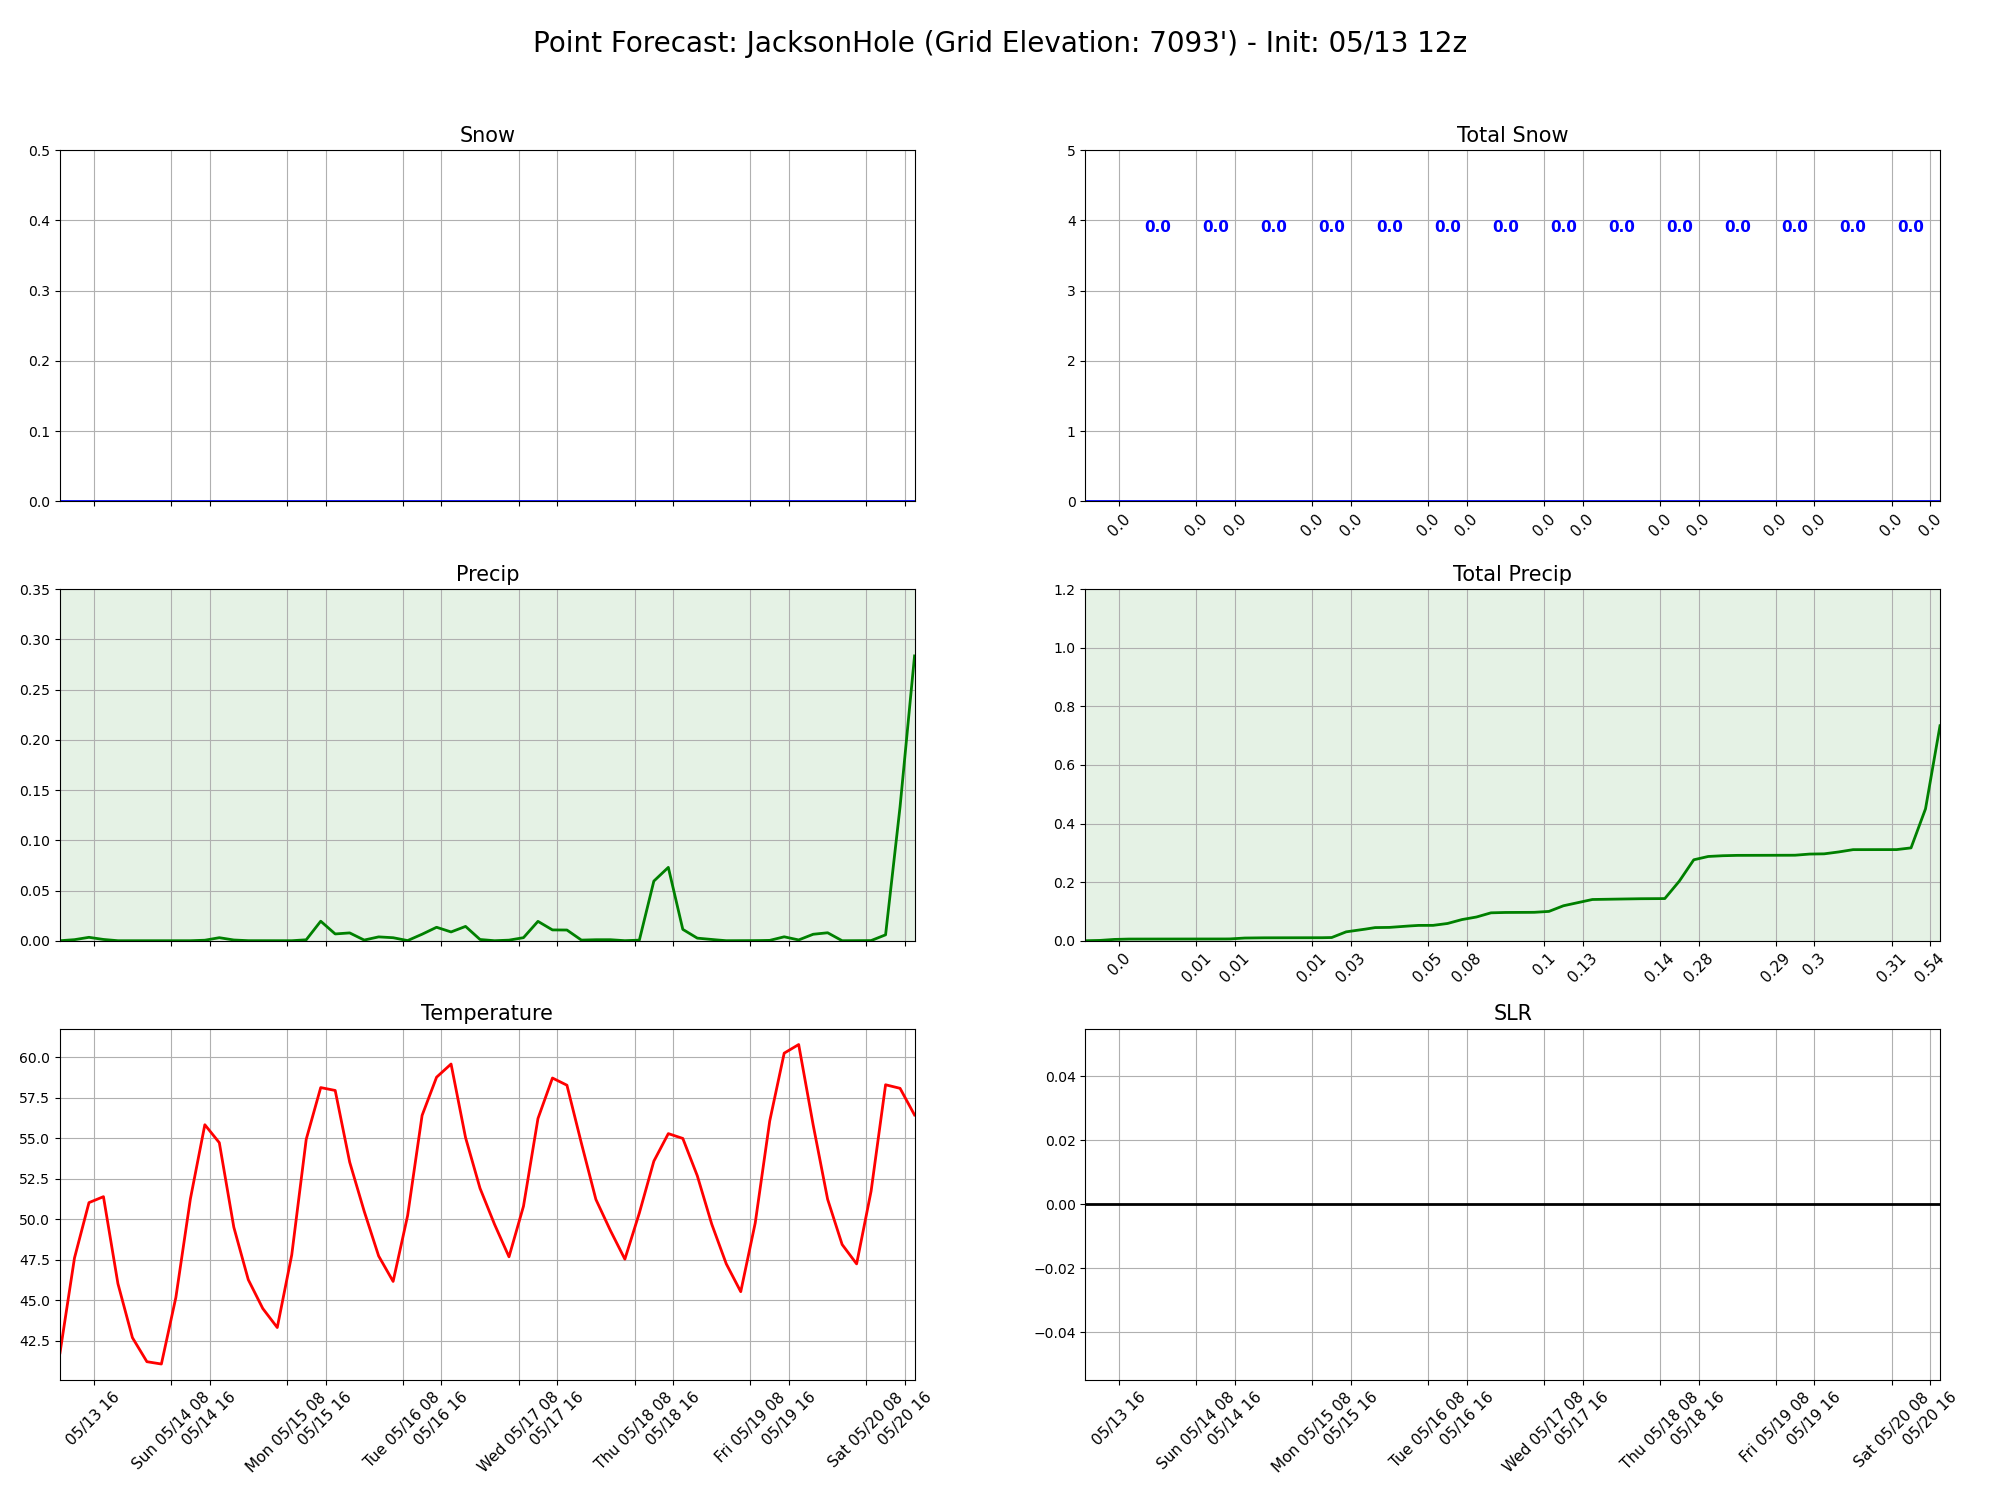 Point Forecast: JacksonHole (Grid Elevation: 7093') - Init: 05/13 12z
Snow
0.5
0.4
0.3
0.2
0.1
0.0
Total Snow
5
4
3
2
1
0
0.0 0.0 0.0 0.0 0.0 0.0 0.0 0.0 0.0 0.0 0.0 0.0 0.0 0.0
0.0 0.0 0.0 0.0 0.0 0.0 0.0 0.0 0.0 0.0 0.0 0.0 0.0 0.0 0.0
Precip
0.35
0.30
0.25
0.20
0.15
0.10
0.05
0.00
Total Precip
1.2
1.0
0.8
0.6
0.4
0.2
0.0
0.0 0.01 0.01 0.01 0.03 0.05 0.08 0.1 0.13 0.14 0.28 0.29 0.3 0.31 0.54
Temperature
60.0
57.5
55.0
52.5
50.0
47.5
45.0
42.5
05/13 16
Sun 05/14 08
05/14 16
Mon 05/15 08
05/15 16
Tue 05/16 08
05/16 16
Wed 05/17 08
05/17 16
Thu 05/18 08
05/18 16
Fri 05/19 08
05/19 16
Sat 05/20 08
05/20 16
SLR
0.04
0.02
0.00
−0.02
−0.04
05/13 16
Sun 05/14 08
05/14 16
Mon 05/15 08
05/15 16
Tue 05/16 08
05/16 16
Wed 05/17 08
05/17 16
Thu 05/18 08
05/18 16
Fri 05/19 08
05/19 16
Sat 05/20 08
05/20 16